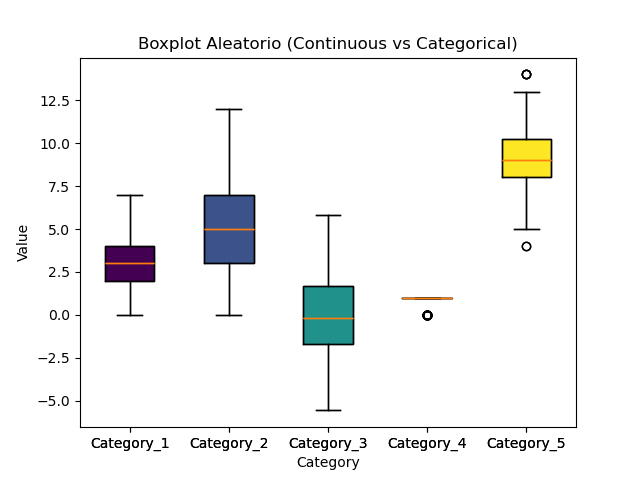 Boxplot Aleatorio (Continuous vs Categorical)
12.5
10.0
7.5
5.0
2.5
0.0
−2.5
−5.0
Value
Category_1 Category_2 Category_3 Category_4 Category_5
Category